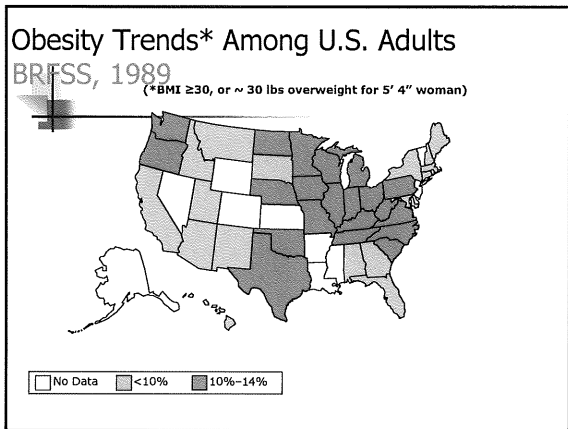 Obesity Trends* Among U.S. Adults
BRFSS, 1989
(*BMI ≥30, or ~ 30 lbs overweight for 5’ 4” woman)
No Data <10% 10%–14%